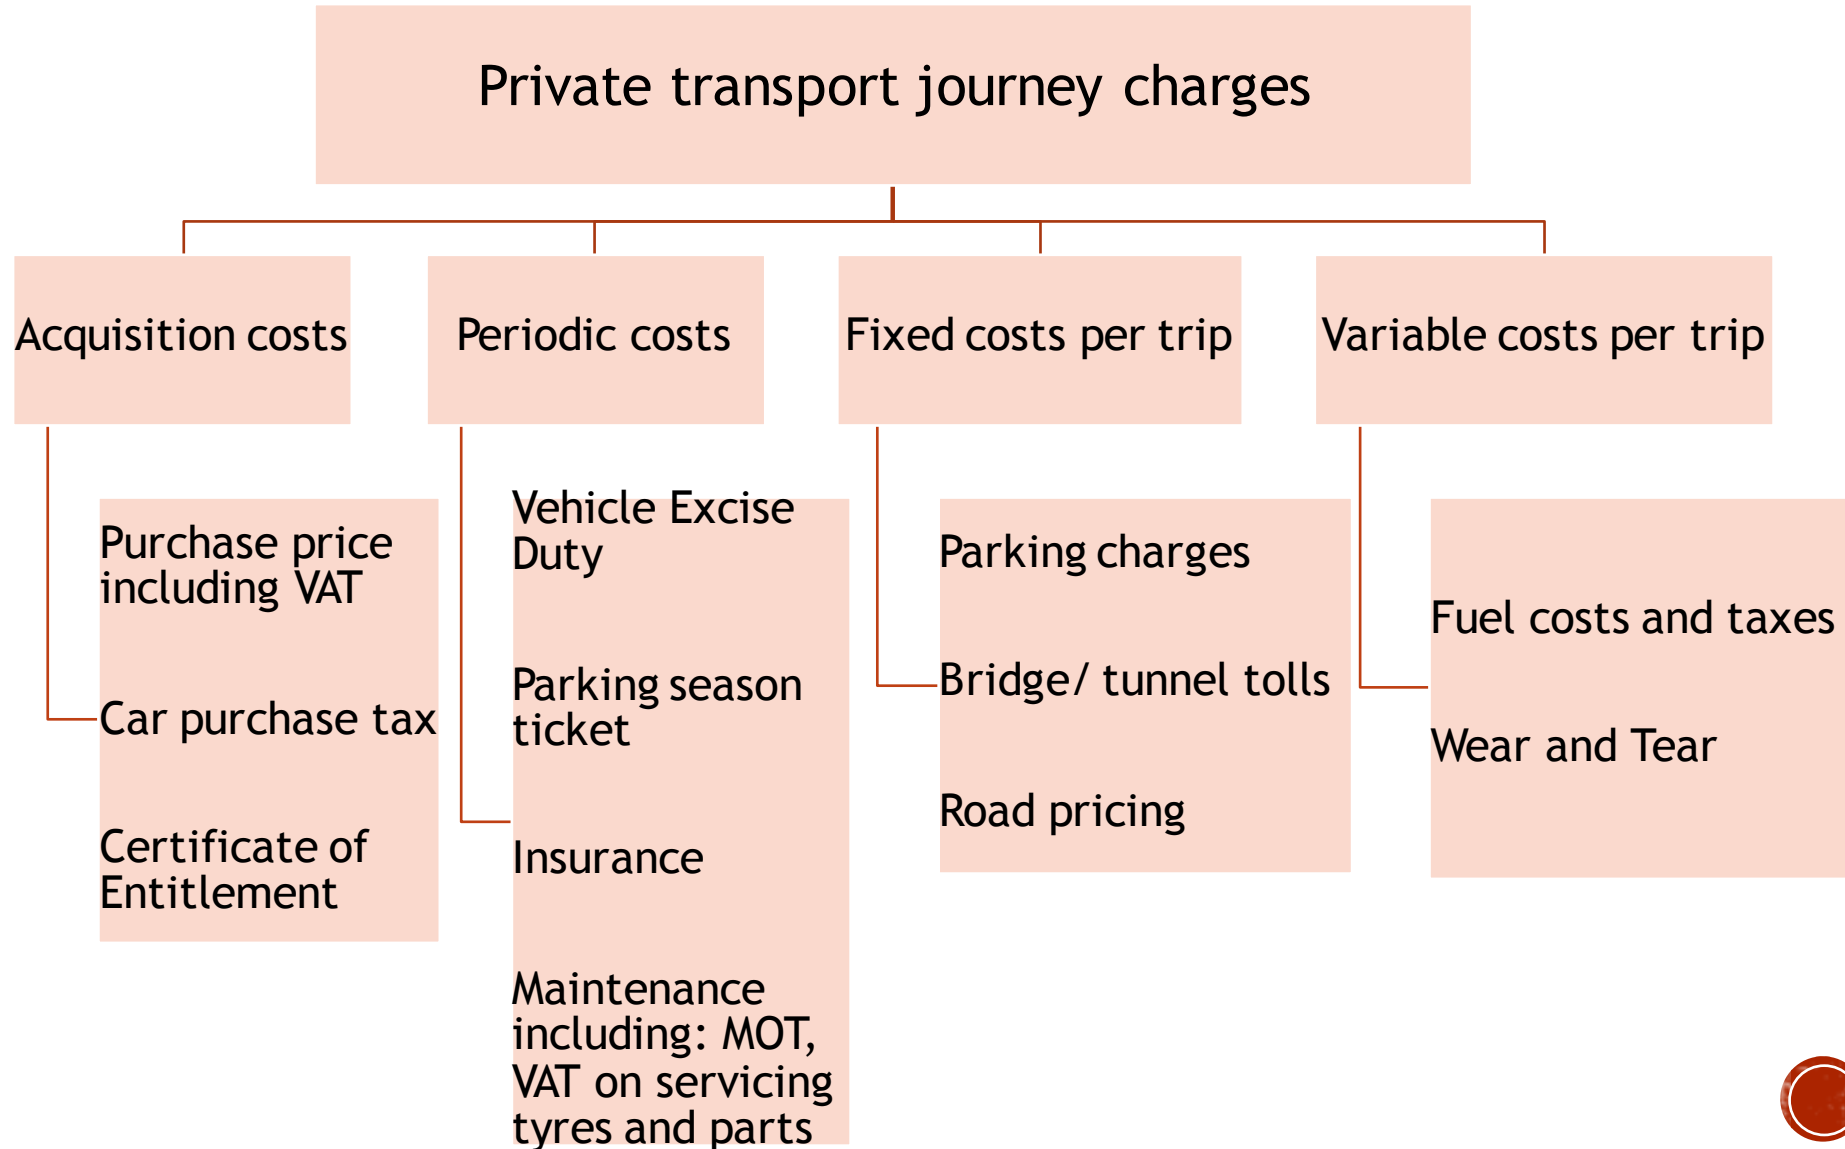 Private transport journey charges
Acquisition costs
Periodic costs
Fixed costs per trip
Variable costs per trip
Purchase price
including VAT
Car purchase tax
Certificate of
Entitlement
Vehicle Excise
Duty
Parking season
ticket
Insurance
Maintenance
including: MOT,
VAT on servicing
tyres and parts
Parking charges
Bridge/ tunnel tolls
Road pricing
Fuel costs and taxes
Wear and Tear